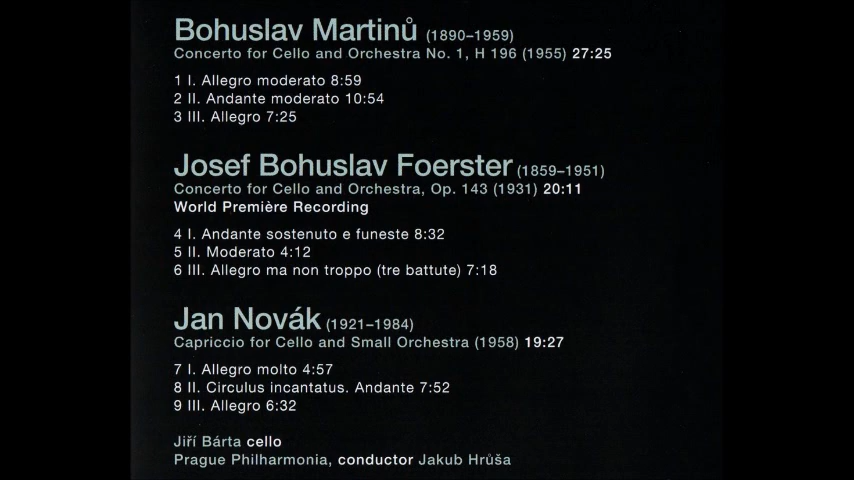 Bohuslav Martinů (1890–1959)
Concerto for Cello and Orchestra No. 1, H 196 (1955) 27:25
1 I. Allegro moderato 8:59
2 II. Andante moderato 10:54
3 III. Allegro 7:25
Josef Bohuslav Foerster (1859–1951)
Concerto for Cello and Orchestra, Op. 143 (1931) 20:11
World Première Recording
4 I. Andante sostenuto e funeste 8:32
5 II. Moderato 4:12
6 III. Allegro ma non troppo (tre battute) 7:18
Jan Novák (1921–1984)
Capriccio for Cello and Small Orchestra (1958) 19:27
7 I. Allegro molto 4:57
8 II. Circulus incantatus. Andante 7:52
9 III. Allegro 6:32
Jiří Bárta cello
Prague Philharmonia, conductor Jakub Hrůša